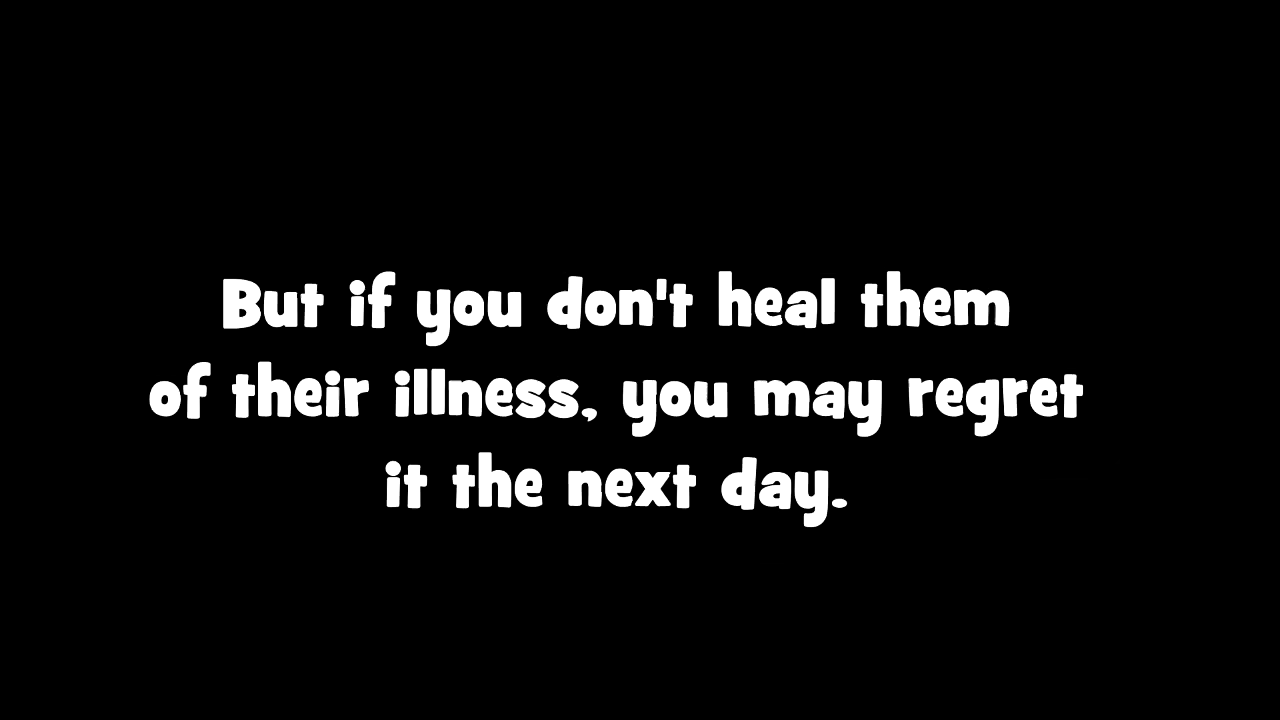 But if you don't heal them
of their illness, you may regret
it the next day.